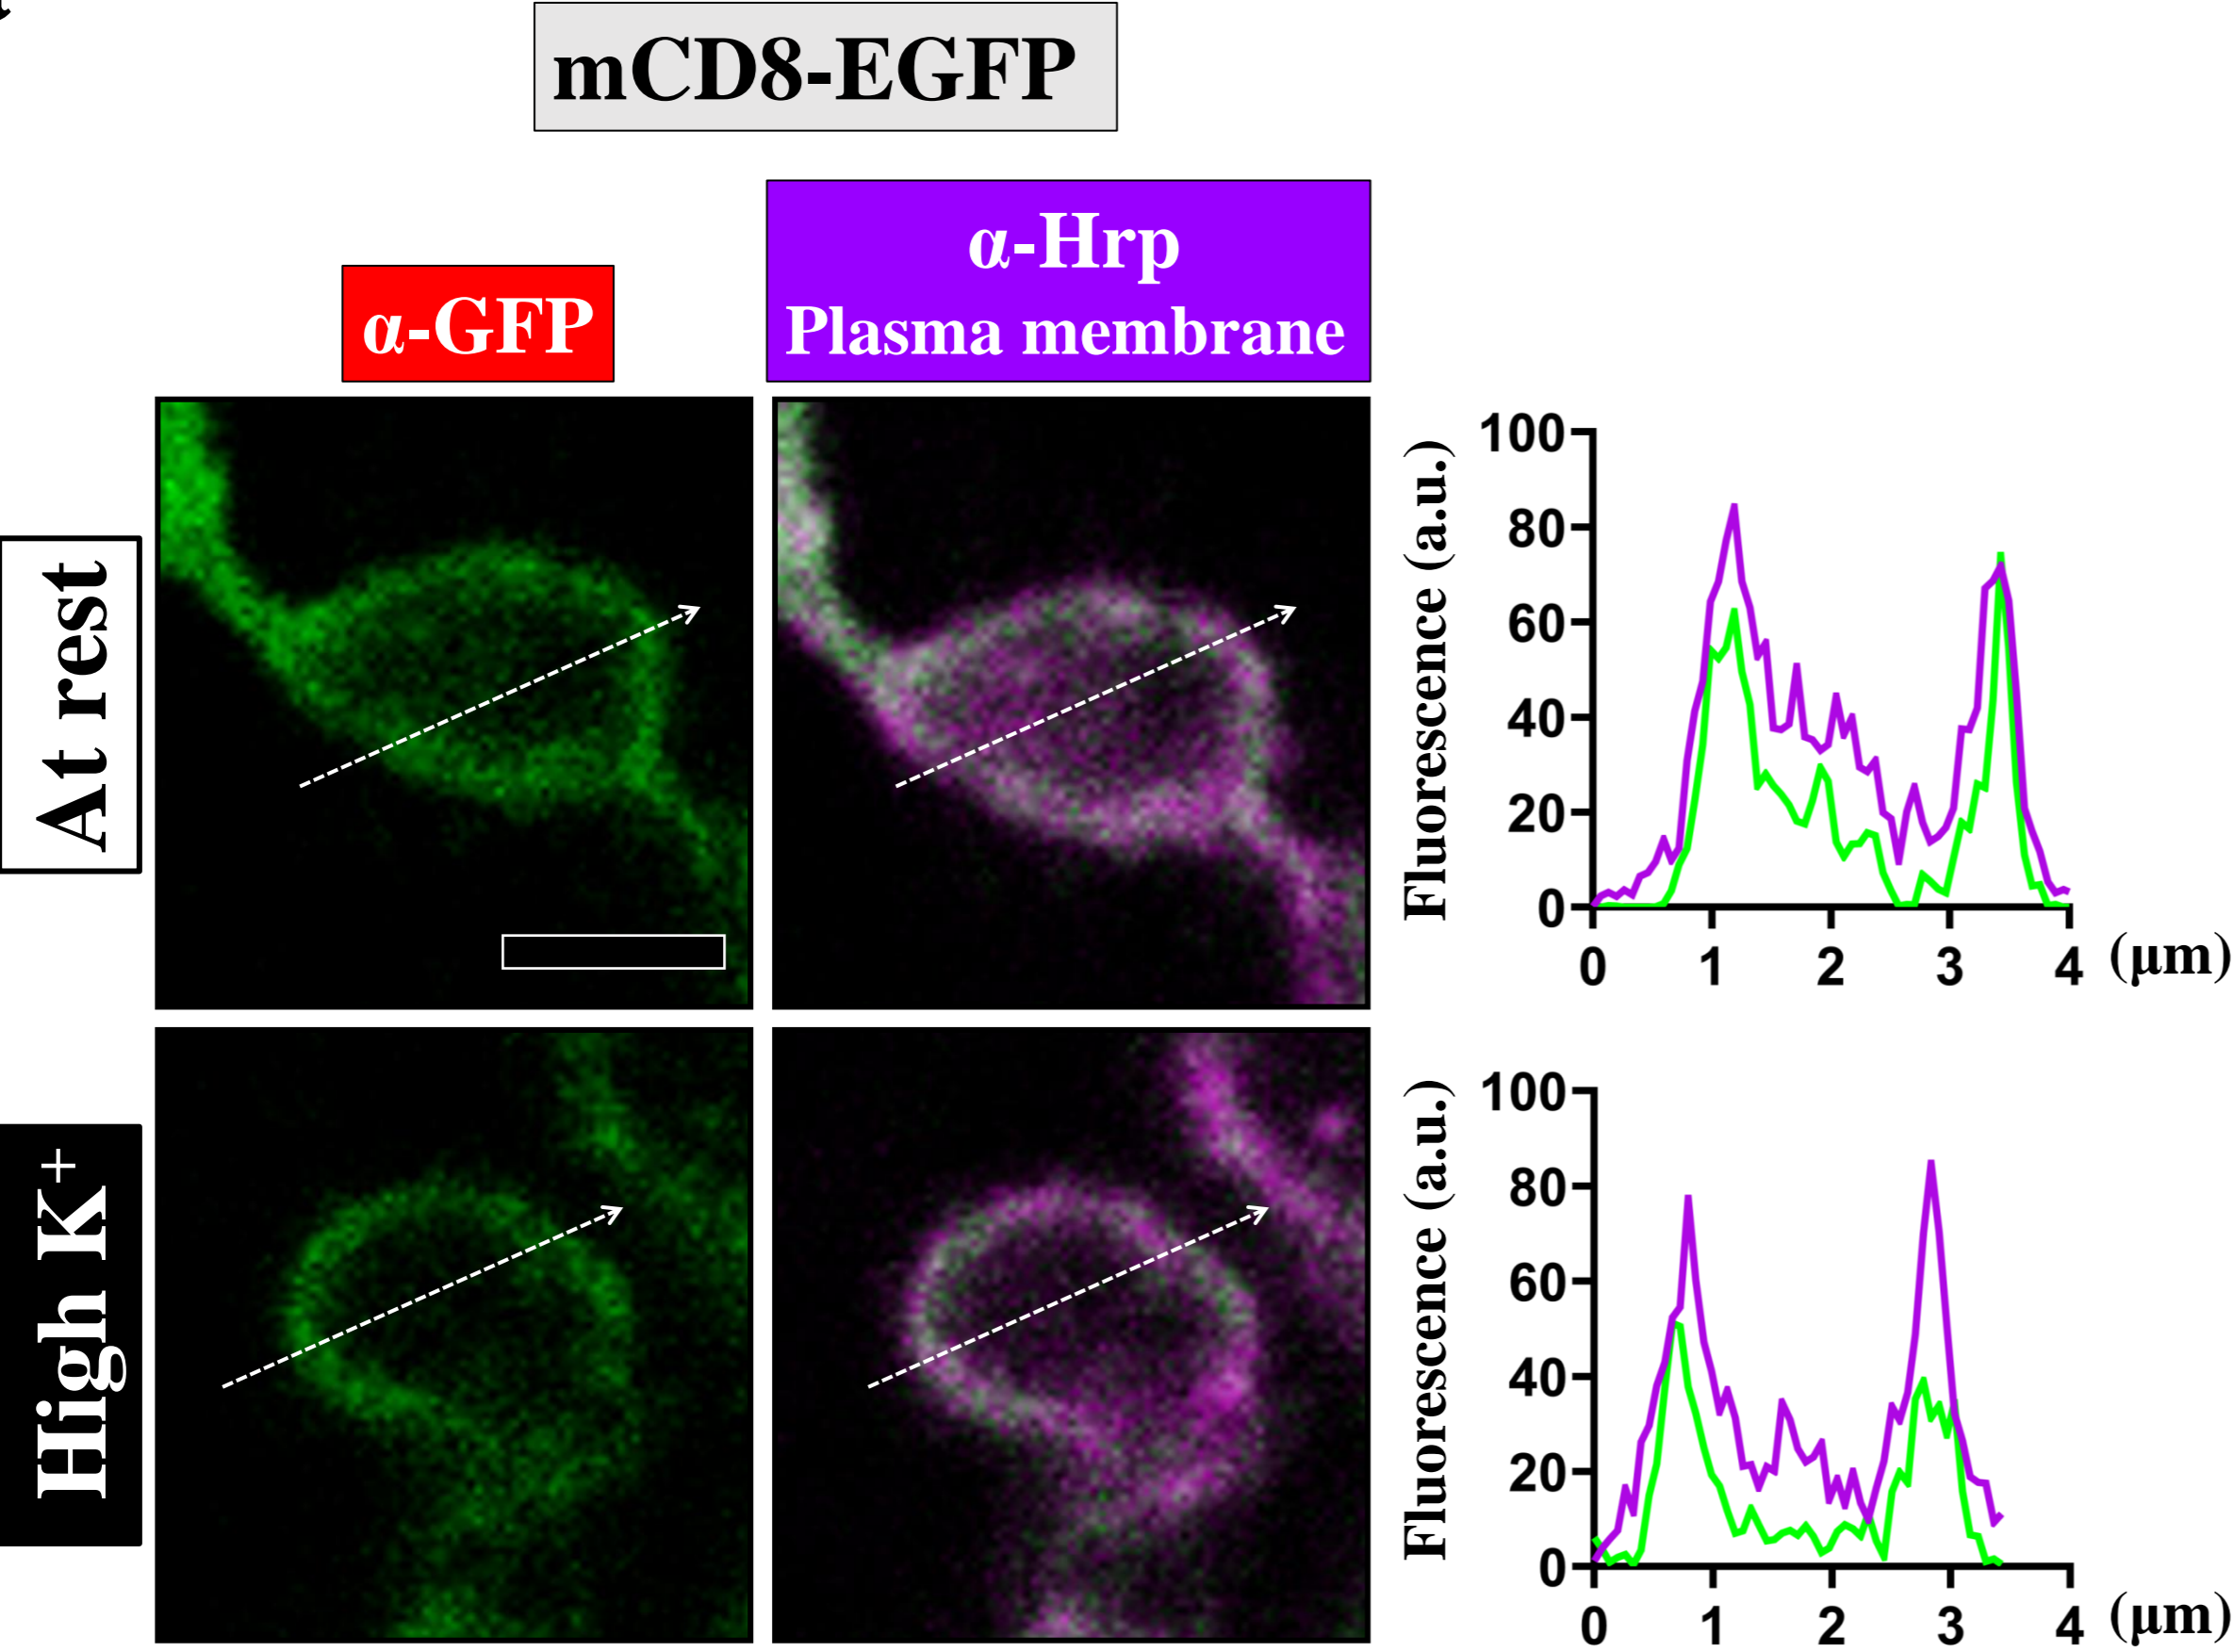 mCD8-EGFP
α-GFP
α-Hrp
Plasma membrane
At rest
Fluorescence (a.u.)
100
80
60
40
20
0
0 1 2 3 4 (µm)
High K⁺
Fluorescence (a.u.)
100
80
60
40
20
0
0 1 2 3 4 (µm)